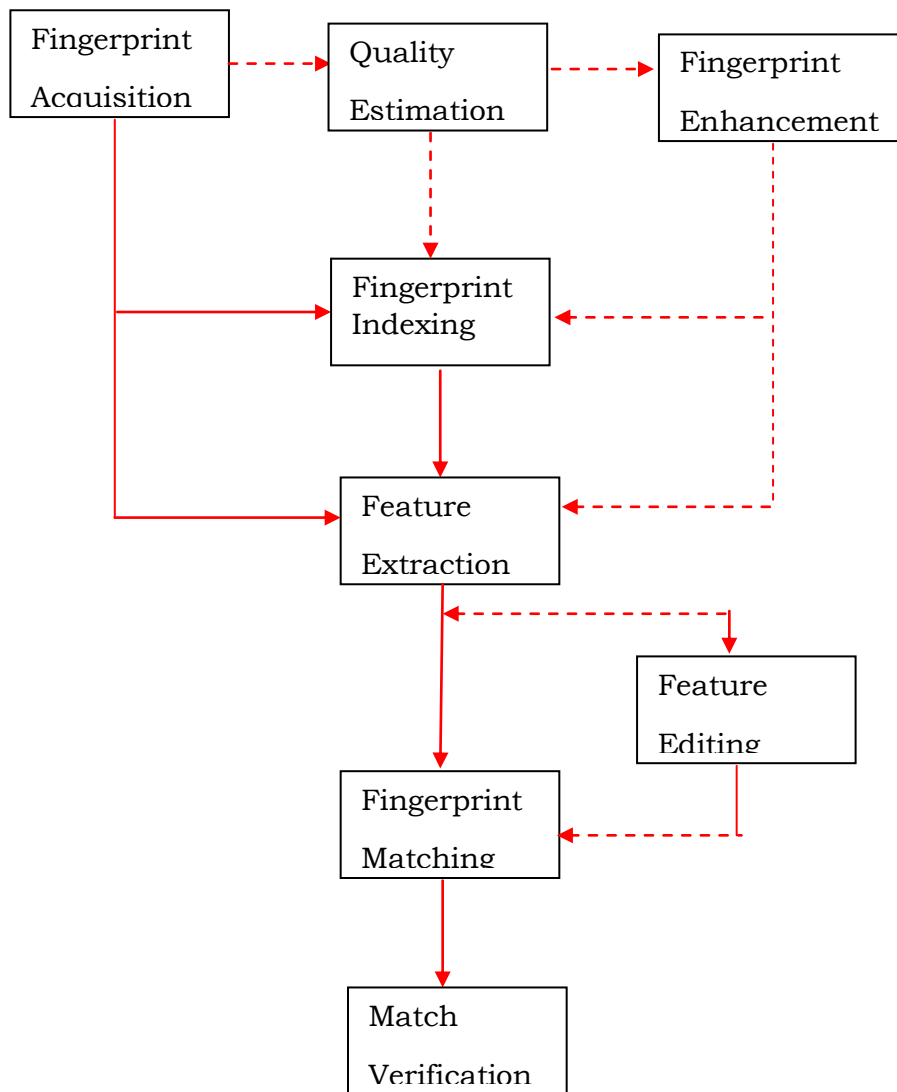 Fingerprint
Acquisition
Quality
Estimation
Fingerprint
Enhancement
Fingerprint
Indexing
Feature
Extraction
Feature
Editing
Fingerprint
Matching
Match
Verification